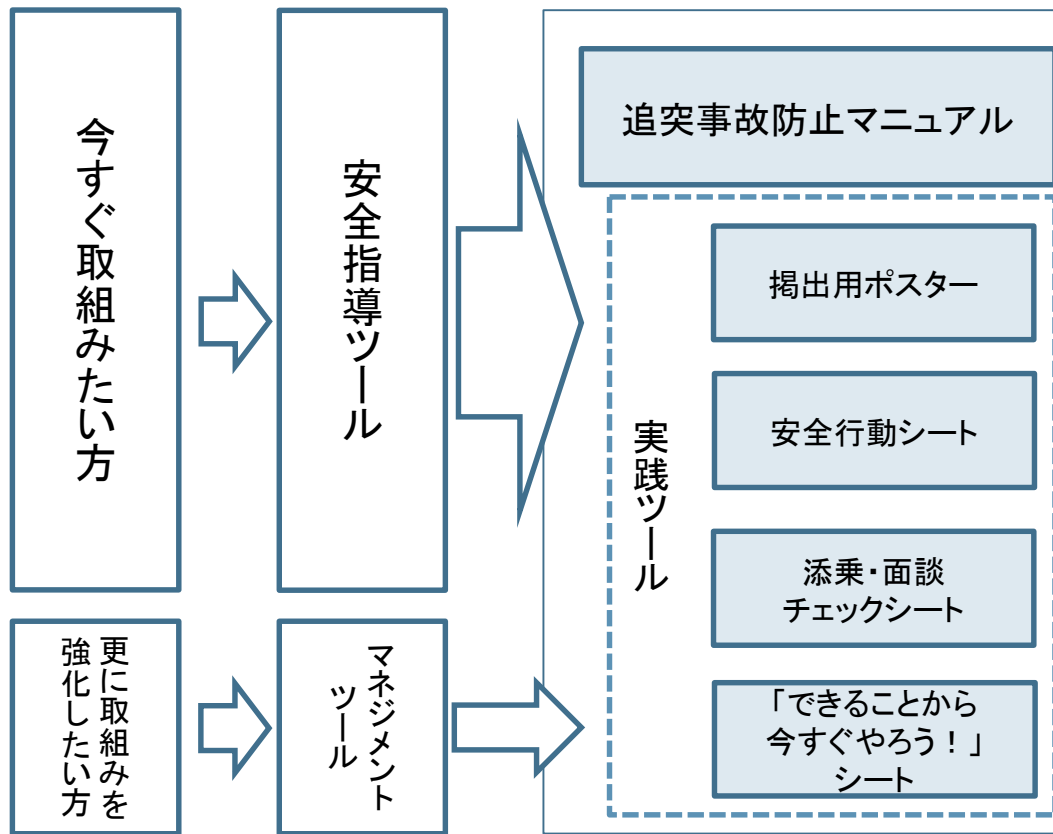 今すぐ取組みたい方
安全指導ツール
追突事故防止マニュアル
実践ツール
掲出用ポスター
安全行動シート
添乗・面談
チェックシート
「できることから
今すぐやろう！」
シート
更に取組みを
強化したい方
マネジメント
ツール